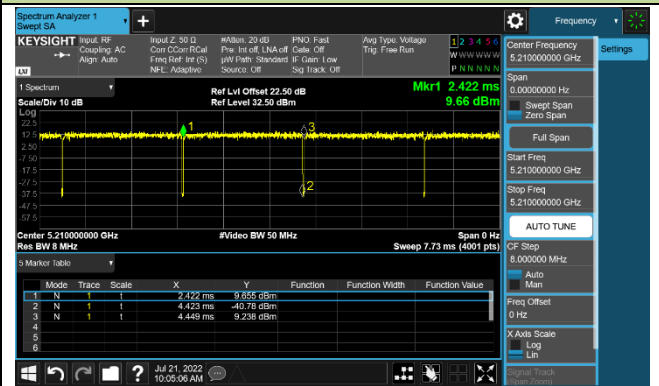 Spectrum Analyzer 1
Swept SA
Frequency
KEYSIGHT
Input: RF
Coupling: AC
Align: Auto
Input Z: 50 Ω
Corr CCorr RCal
Freq Ref: Int (S)
NFE: Adaptive
#Atten: 20 dB
Pre: Int off, LNA off
µW Path: Standard
Source: Off
PNO: Fast
Gate: Off
IF Gain: Low
Sig Track: Off
Avg Type: Voltage
Trig: Free Run
1 2 3 4 5 6
W W W W W W
P N N N N N
LXI
1 Spectrum
Scale/Div 10 dB
Ref Lvl Offset 22.50 dB
Ref Level 32.50 dBm
Mkr1 2.422 ms
9.66 dBm
Log
22.5
12.5
2.50
-7.50
-17.5
-27.5
-37.5
-47.5
-57.5
1
3
2
Center 5.210000000 GHz
Res BW 8 MHz
#Video BW 50 MHz
Span 0 Hz
Sweep 7.73 ms (4001 pts)
5 Marker Table
Mode Trace Scale X Y Function Function Width Function Value
1 N 1 t 2.422 ms 9.655 dBm
2 N 1 t 4.423 ms -40.78 dBm
3 N 1 t 4.449 ms 9.238 dBm
4
5
6
Jul 21, 2022
10:05:06 AM
Center Frequency
5.210000000 GHz
Settings
Span
0.00000000 Hz
Swept Span
Zero Span
Full Span
Start Freq
5.210000000 GHz
Stop Freq
5.210000000 GHz
AUTO TUNE
CF Step
8.000000 MHz
Auto
Man
Freq Offset
0 Hz
X Axis Scale
Log
Lin
Signal Track
(Span Zoom)